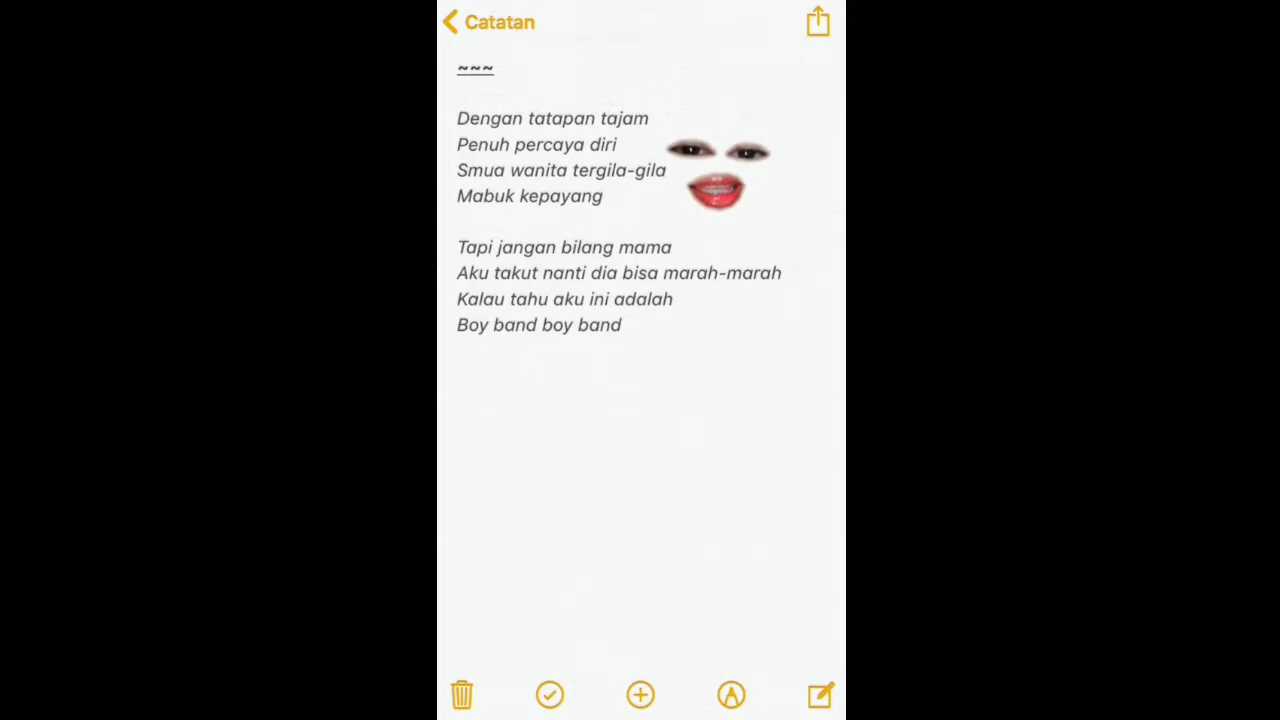 Catatan
~~~
Dengan tatapan tajam
Penuh percaya diri
Smua wanita tergila-gila
Mabuk kepayang
Tapi jangan bilang mama
Aku takut nanti dia bisa marah-marah
Kalau tahu aku ini adalah
Boy band boy band